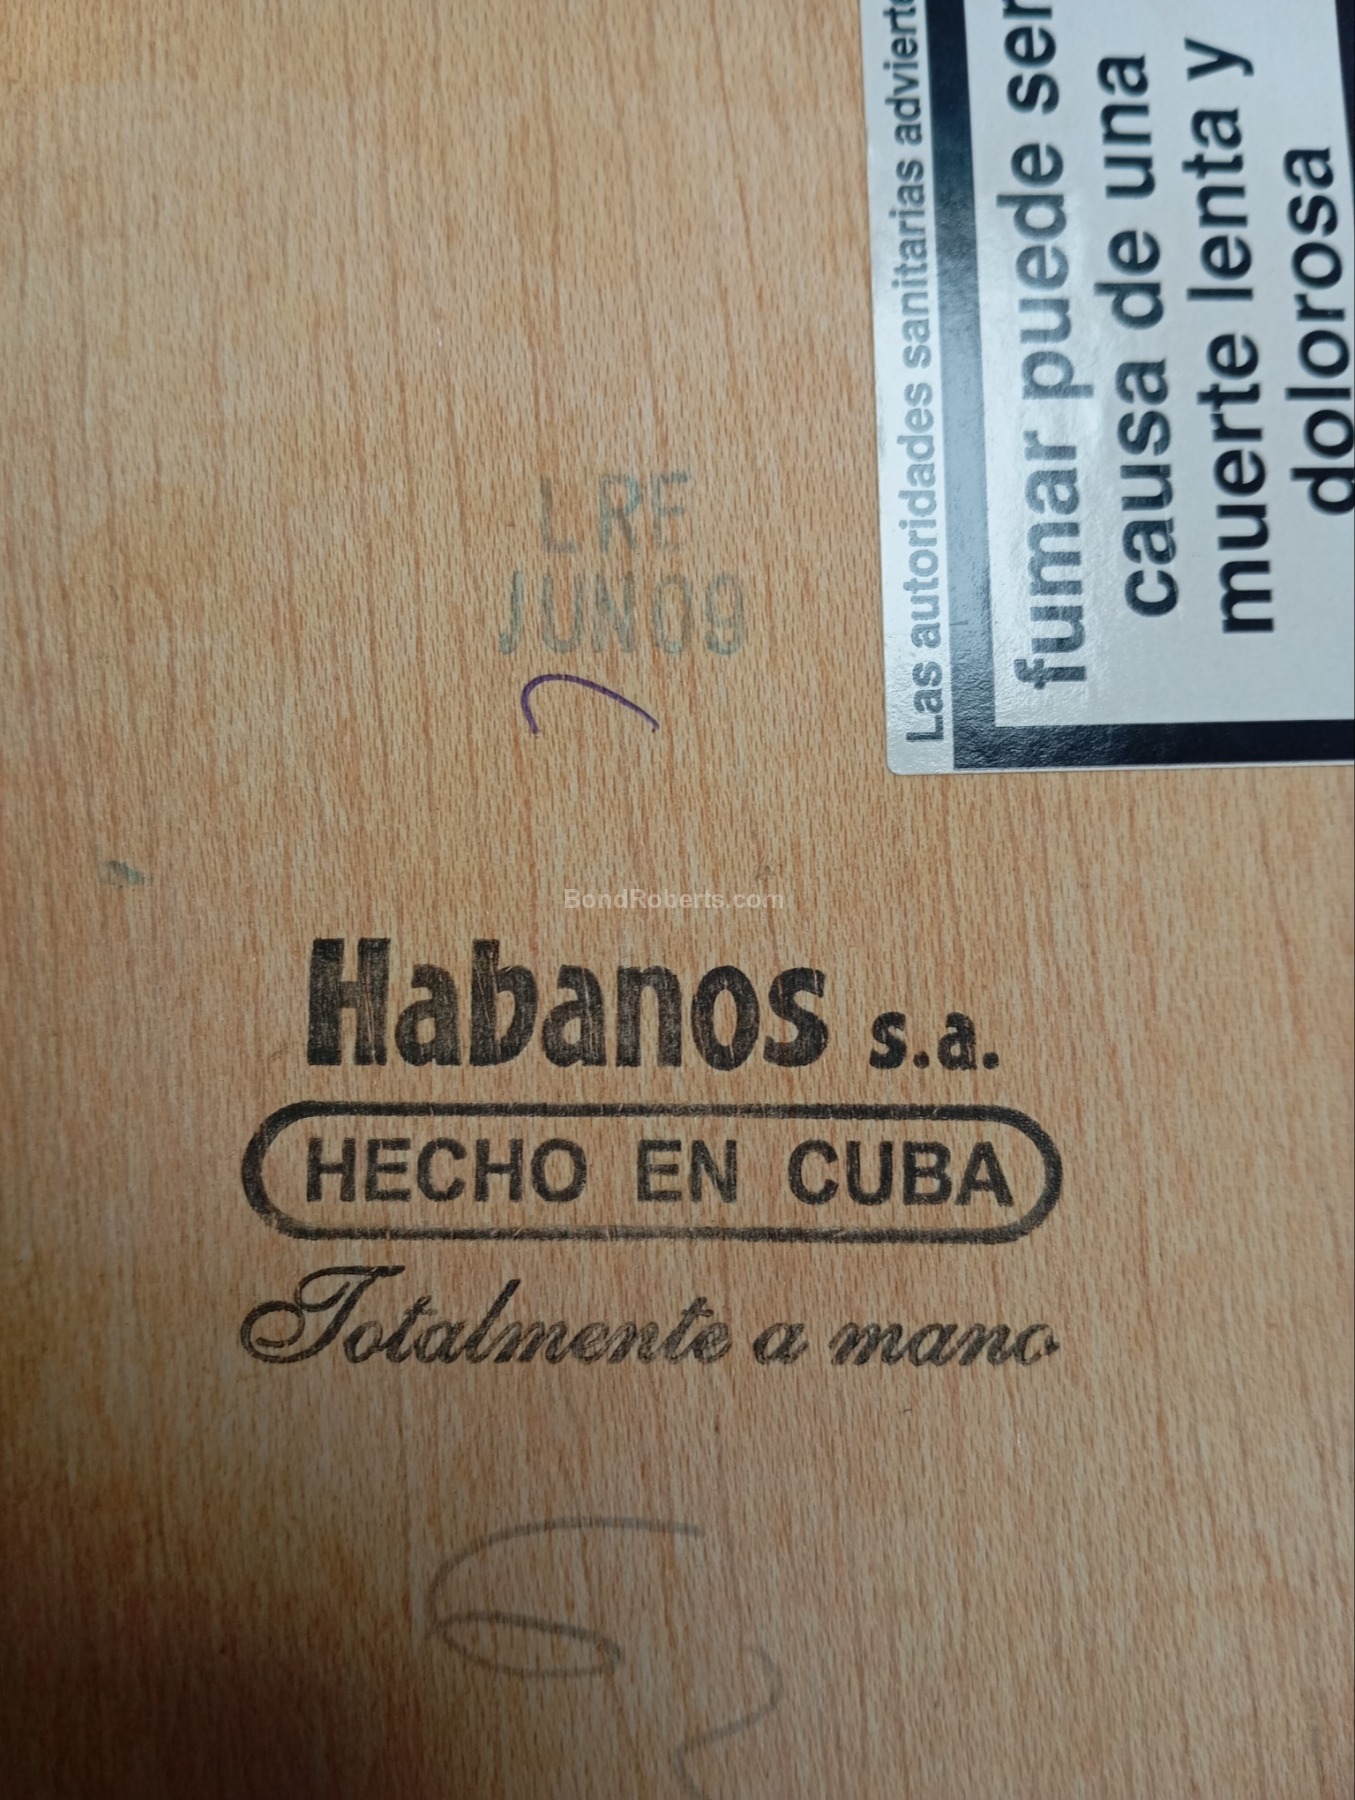 Las autoridades sanitarias advierte
fumar puede ser
causa de una
muerte lenta y
dolorosa
LRE
JUN09
BondRoberts.com
Habanos s.a.
HECHO EN CUBA
Totalmente a mano